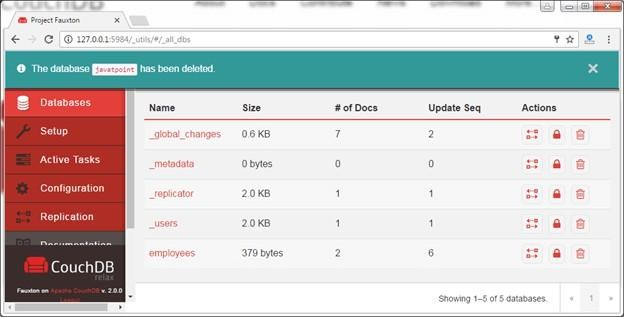 CouchDB
Project Fauxton
127.0.0.1:5984/_utils/#/_all_dbs
The database javatpoint has been deleted.
Databases
Setup
Active Tasks
Configuration
Replication
Documentation
CouchDB
relax
Fauxton on Apache CouchDB v. 2.0.0
Logout
Name Size # of Docs Update Seq Actions
_global_changes 0.6 KB 7 2
_metadata 0 bytes 0 0
_replicator 2.0 KB 1 1
_users 2.0 KB 1 1
employees 379 bytes 2 6
Showing 1–5 of 5 databases. « 1 »